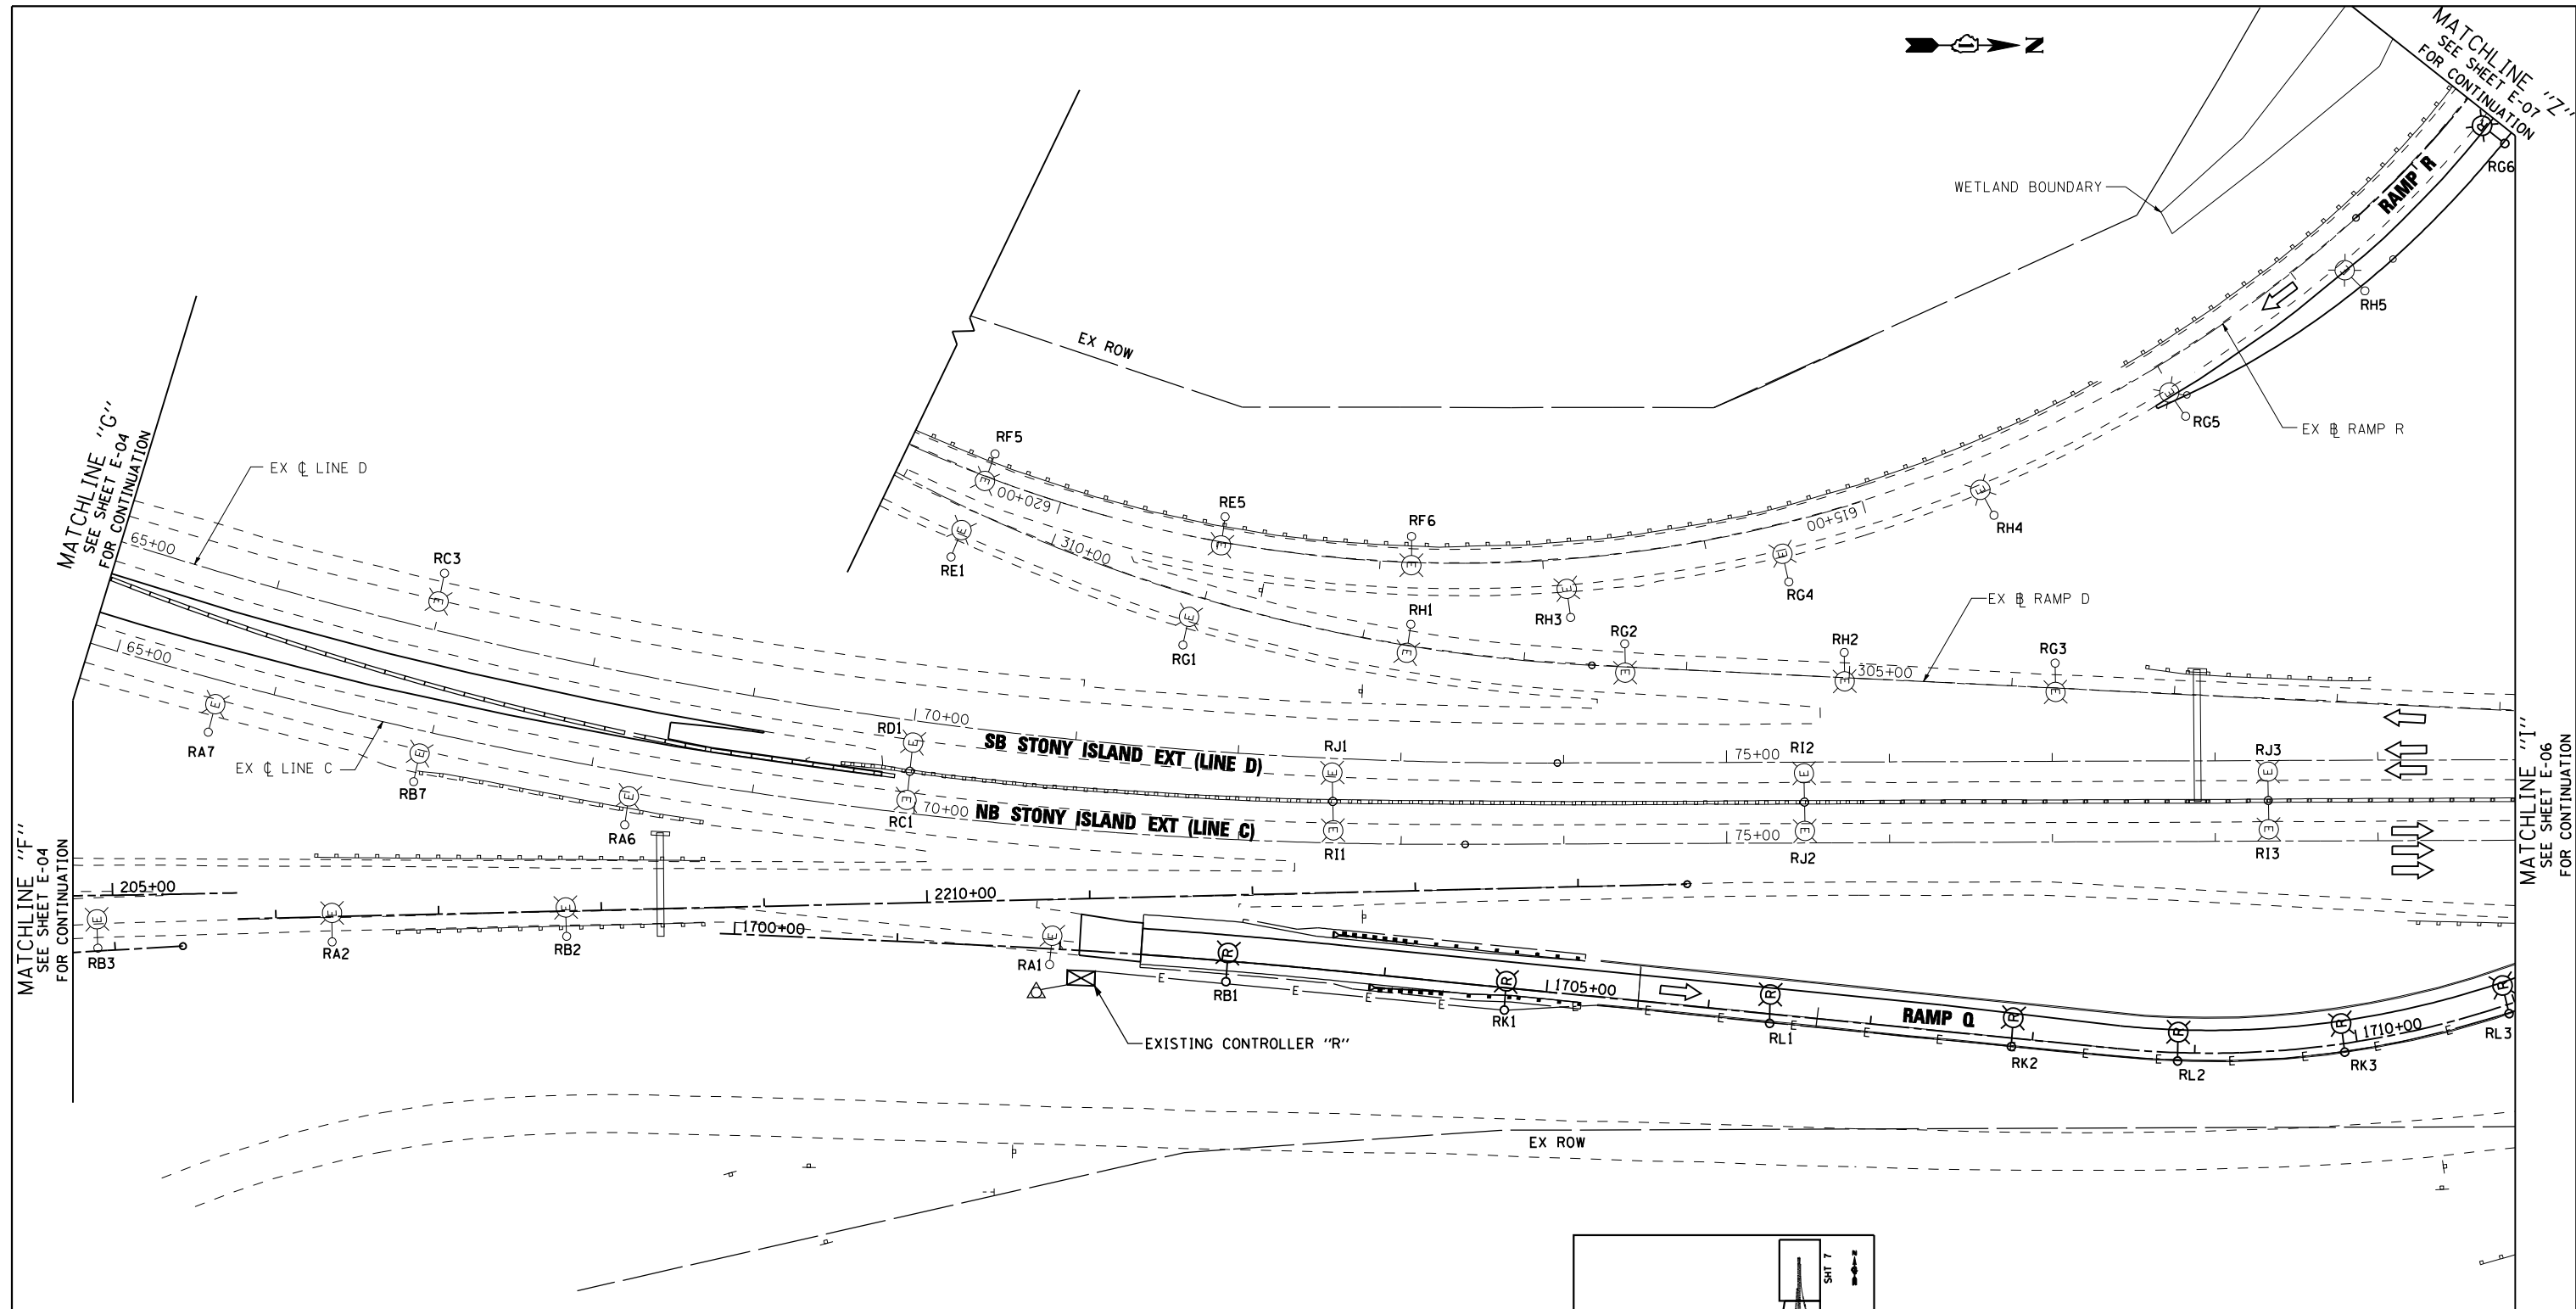 N
MATCHLINE "Z"
SEE SHEET E-07
FOR CONTINUATION
R
RG6
WETLAND BOUNDARY
RAMP R
E
RH5
EX ROW
E
RG5
EX BL RAMP R
MATCHLINE "G"
SEE SHEET E-04
FOR CONTINUATION
EX CL LINE D
RF5
E
620+00
RE5
E
RF6
E
615+00
E
RH4
65+00
RC3
E
E
RE1
310+00
E
RG1
RH1
E
E
RH3
E
RG4
EX BL RAMP D
RG2
E
RH2
E
305+00
RG3
E
65+00
E
RA7
EX CL LINE C
E
RB7
E
RA6
RD1
E
70+00
SB STONY ISLAND EXT (LINE D)
RJ1
E
75+00
RI2
E
RJ3
E
E
RC1
70+00
NB STONY ISLAND EXT (LINE C)
E
RI1
75+00
E
RJ2
E
RI3
MATCHLINE "I"
SEE SHEET E-06
FOR CONTINUATION
MATCHLINE "F"
SEE SHEET E-04
FOR CONTINUATION
205+00
2210+00
E
RB3
E
RA2
E
RB2
1700+00
E
RA1
R
RB1
R
RK1
1705+00
R
RL1
RAMP Q
R
RK2
R
RL2
R
RK3
1710+00
R
RL3
E E E E E E E E E E E E E E E E E
EXISTING CONTROLLER "R"
EX ROW
SHT 7
N